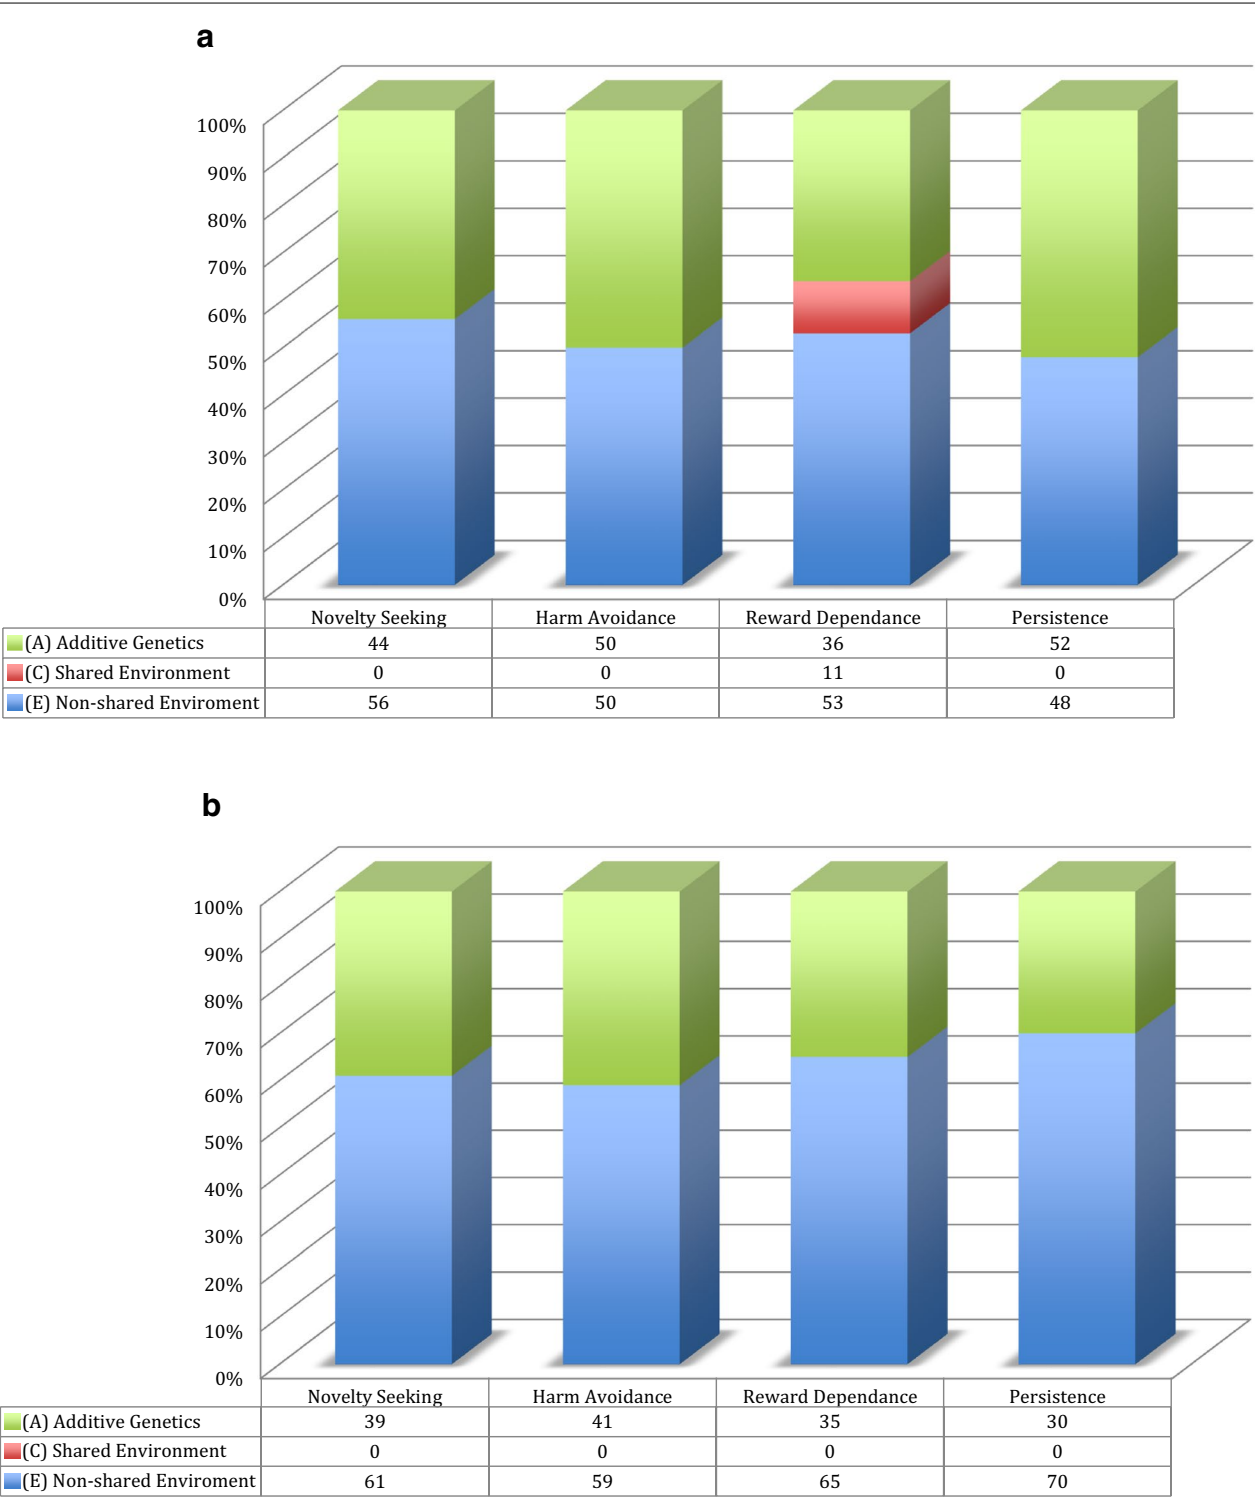 a
100%
90%
80%
70%
60%
50%
40%
30%
20%
10%
0%
Novelty Seeking Harm Avoidance Reward Dependance Persistence
(A) Additive Genetics 44 50 36 52
(C) Shared Environment 0 0 11 0
(E) Non-shared Enviroment 56 50 53 48
b
100%
90%
80%
70%
60%
50%
40%
30%
20%
10%
0%
Novelty Seeking Harm Avoidance Reward Dependance Persistence
(A) Additive Genetics 39 41 35 30
(C) Shared Environment 0 0 0 0
(E) Non-shared Enviroment 61 59 65 70